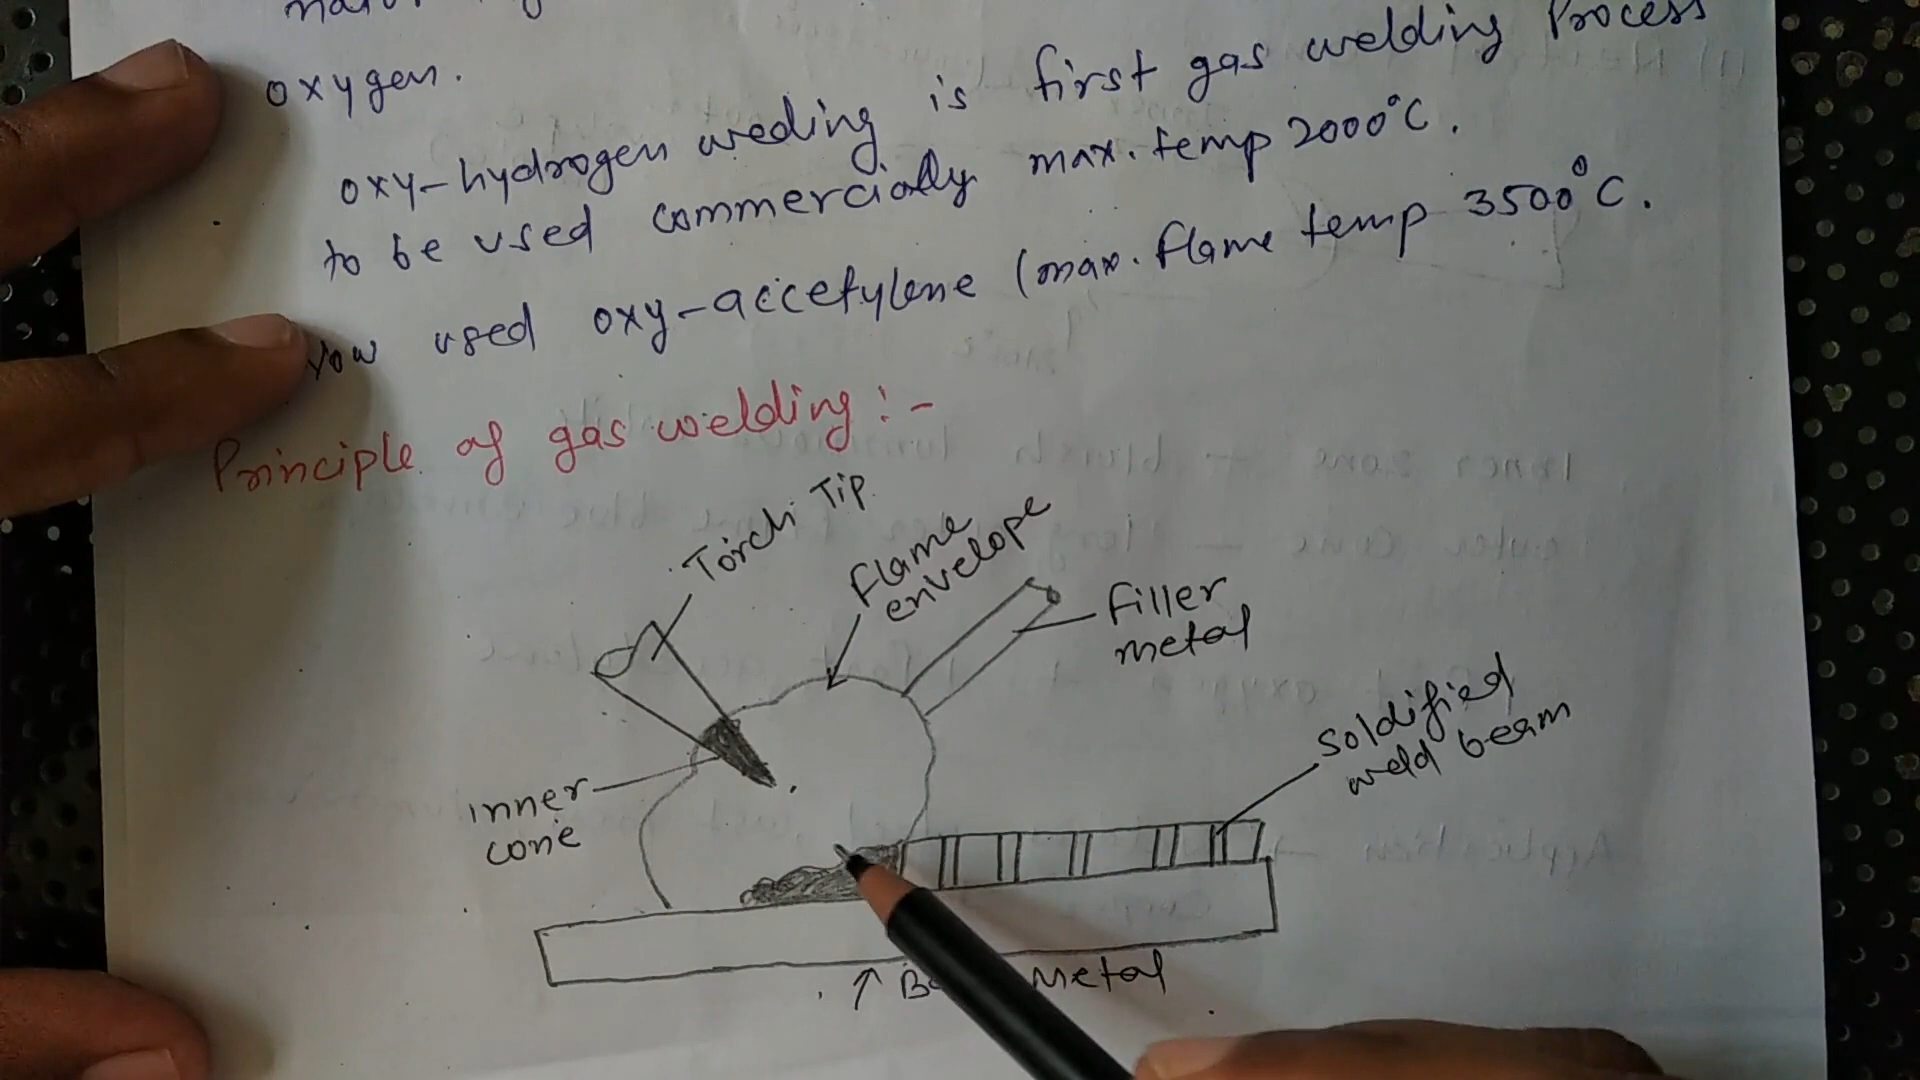 oxygen.
oxy-hydrogen weding is first gas welding Process
to be used commercially max. temp 2000°C.
used oxy-accetylene (max. flame temp 3500°C.
Principle of gas welding:-
Torch Tip
Flame
envelope
Filler
metal
soldified
weld beam
inner
cone
↑ Metal